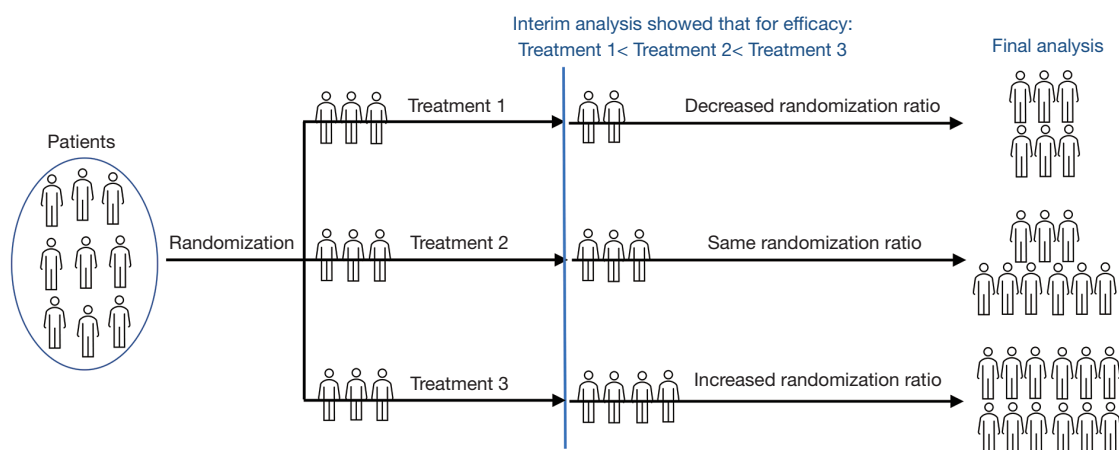 Interim analysis showed that for efficacy:
Treatment 1< Treatment 2< Treatment 3
Final analysis
Treatment 1
Decreased randomization ratio
Patients
Randomization
Treatment 2
Same randomization ratio
Treatment 3
Increased randomization ratio